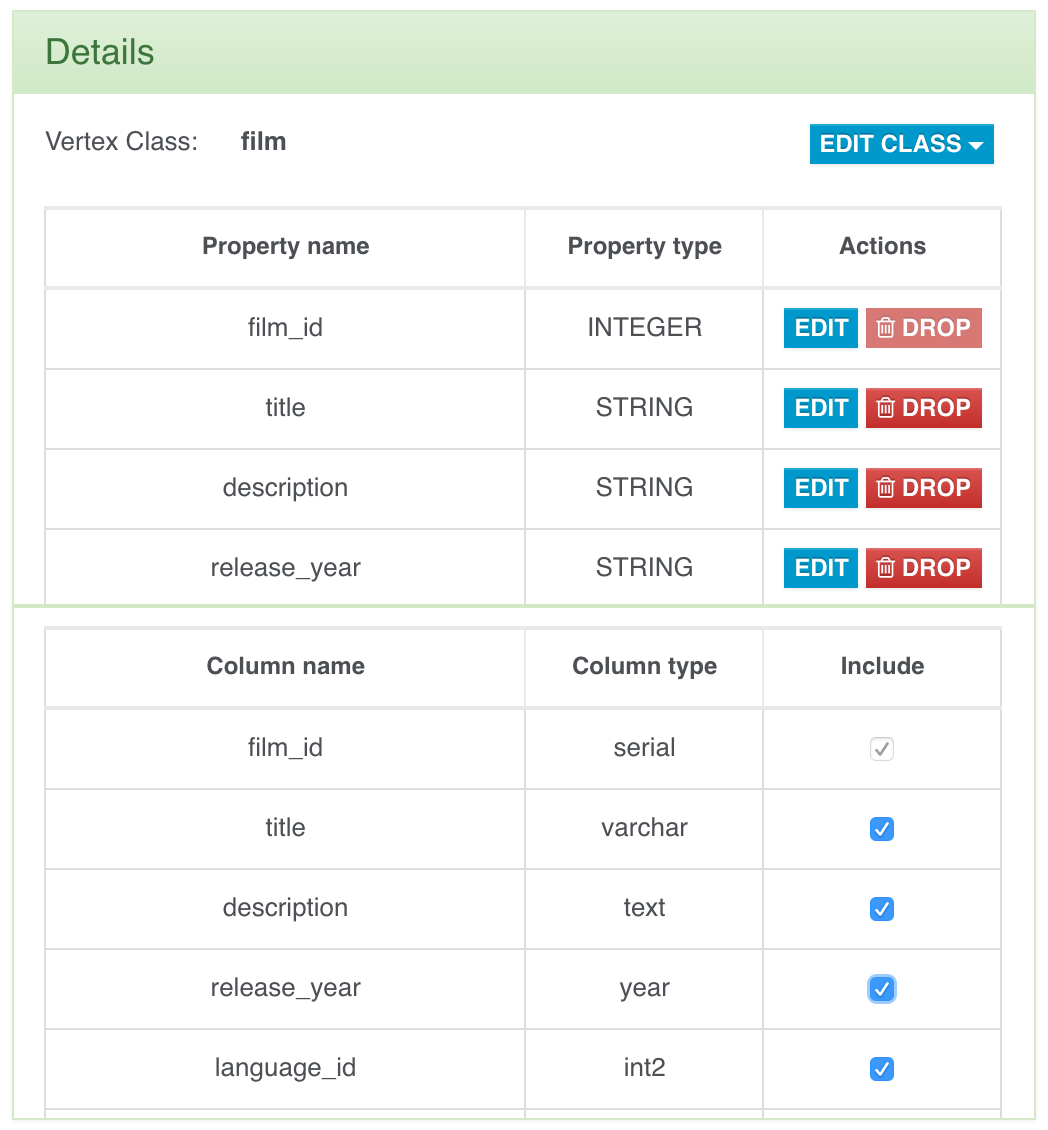 Details
Vertex Class: film EDIT CLASS
Property name Property type Actions
film_id INTEGER EDIT DROP
title STRING EDIT DROP
description STRING EDIT DROP
release_year STRING EDIT DROP
Column name Column type Include
film_id serial
title varchar
description text
release_year year
language_id int2